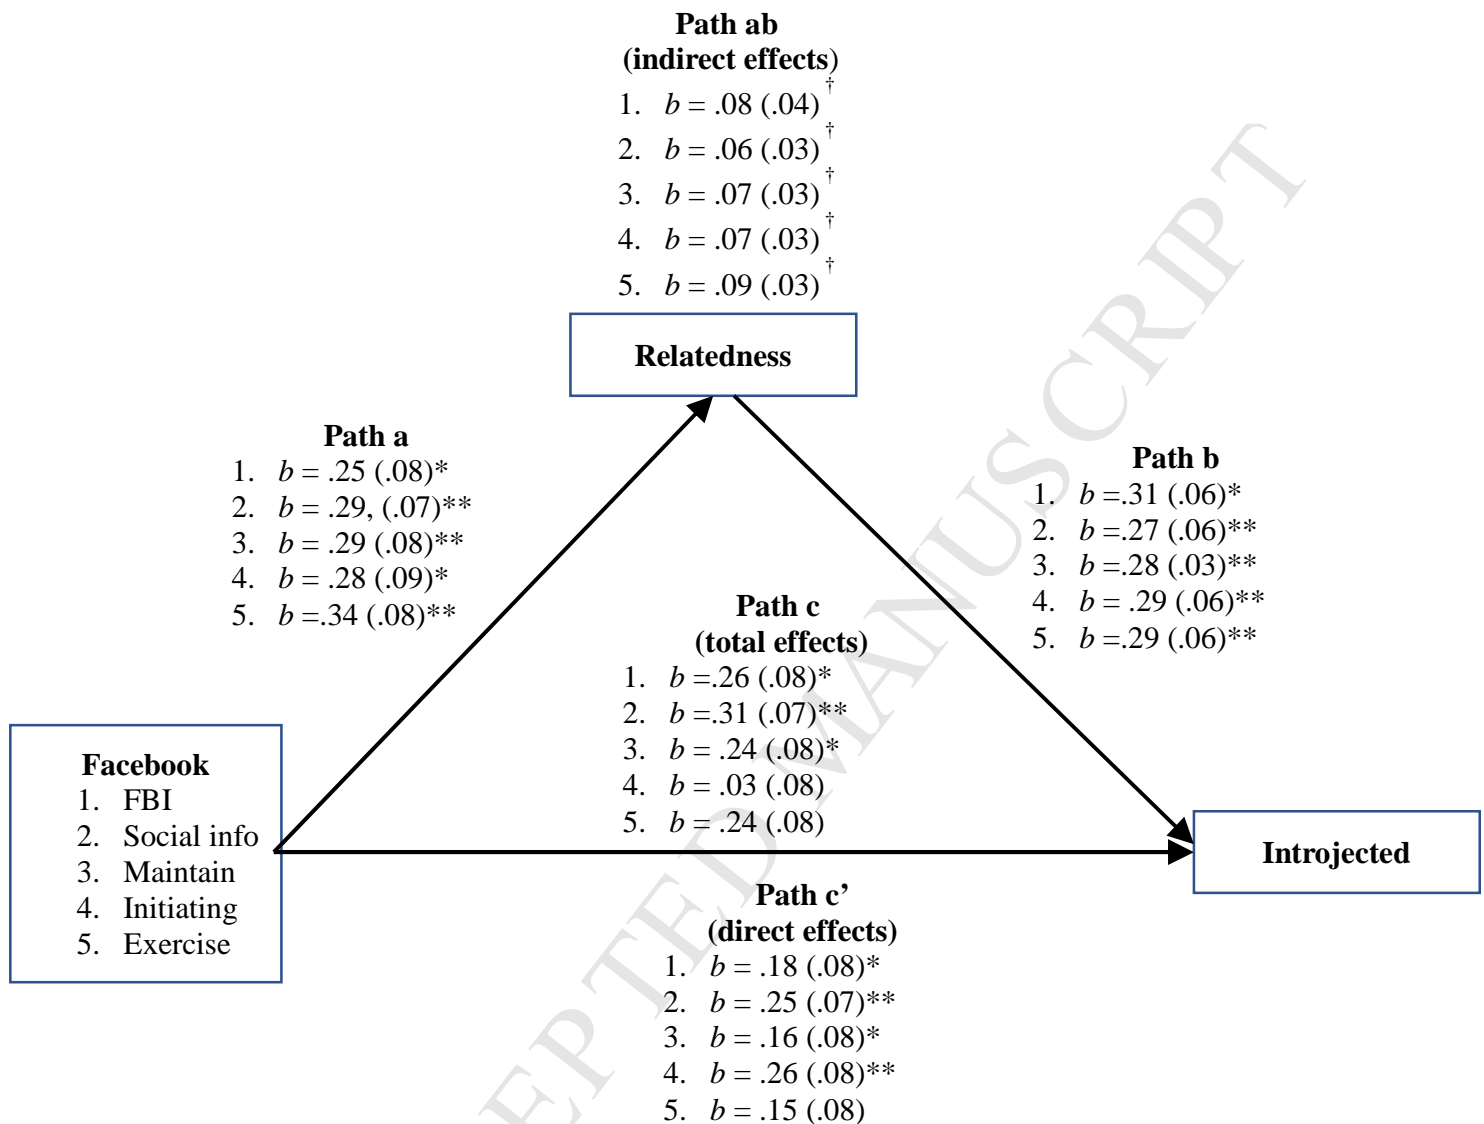 Path ab
(indirect effects)
1. b = .08 (.04) †
2. b = .06 (.03) †
3. b = .07 (.03) †
4. b = .07 (.03) †
5. b = .09 (.03) †
Relatedness
Path a
1. b = .25 (.08)*
2. b = .29, (.07)**
3. b = .29 (.08)**
4. b = .28 (.09)*
5. b =.34 (.08)**
Path b
1. b =.31 (.06)*
2. b =.27 (.06)**
3. b =.28 (.03)**
4. b = .29 (.06)**
5. b =.29 (.06)**
Path c
(total effects)
1. b =.26 (.08)*
2. b =.31 (.07)**
3. b = .24 (.08)*
4. b = .03 (.08)
5. b = .24 (.08)
Facebook
1. FBI
2. Social info
3. Maintain
4. Initiating
5. Exercise
Introjected
Path c’
(direct effects)
1. b = .18 (.08)*
2. b = .25 (.07)**
3. b = .16 (.08)*
4. b = .26 (.08)**
5. b = .15 (.08)
EPTED MANUSCRIPT